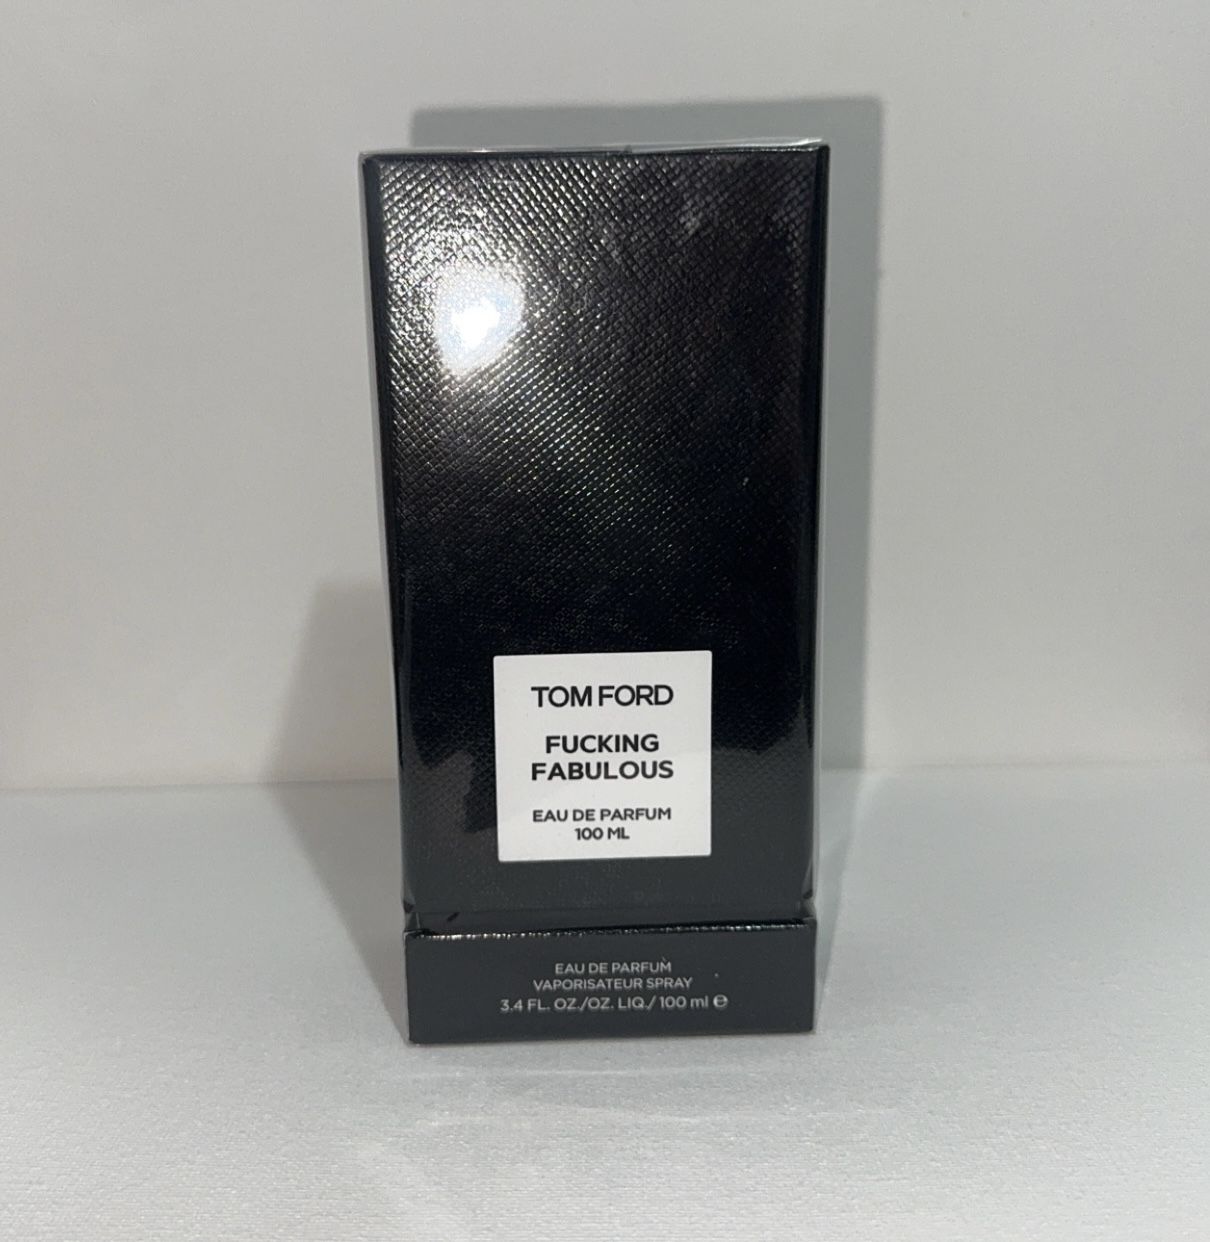 TOM FORD
FUCKING
FABULOUS
EAU DE PARFUM
100 ML
EAU DE PARFUM
VAPORISATEUR SPRAY
3.4 FL. OZ./OZ. LIQ./ 100 ml ℮